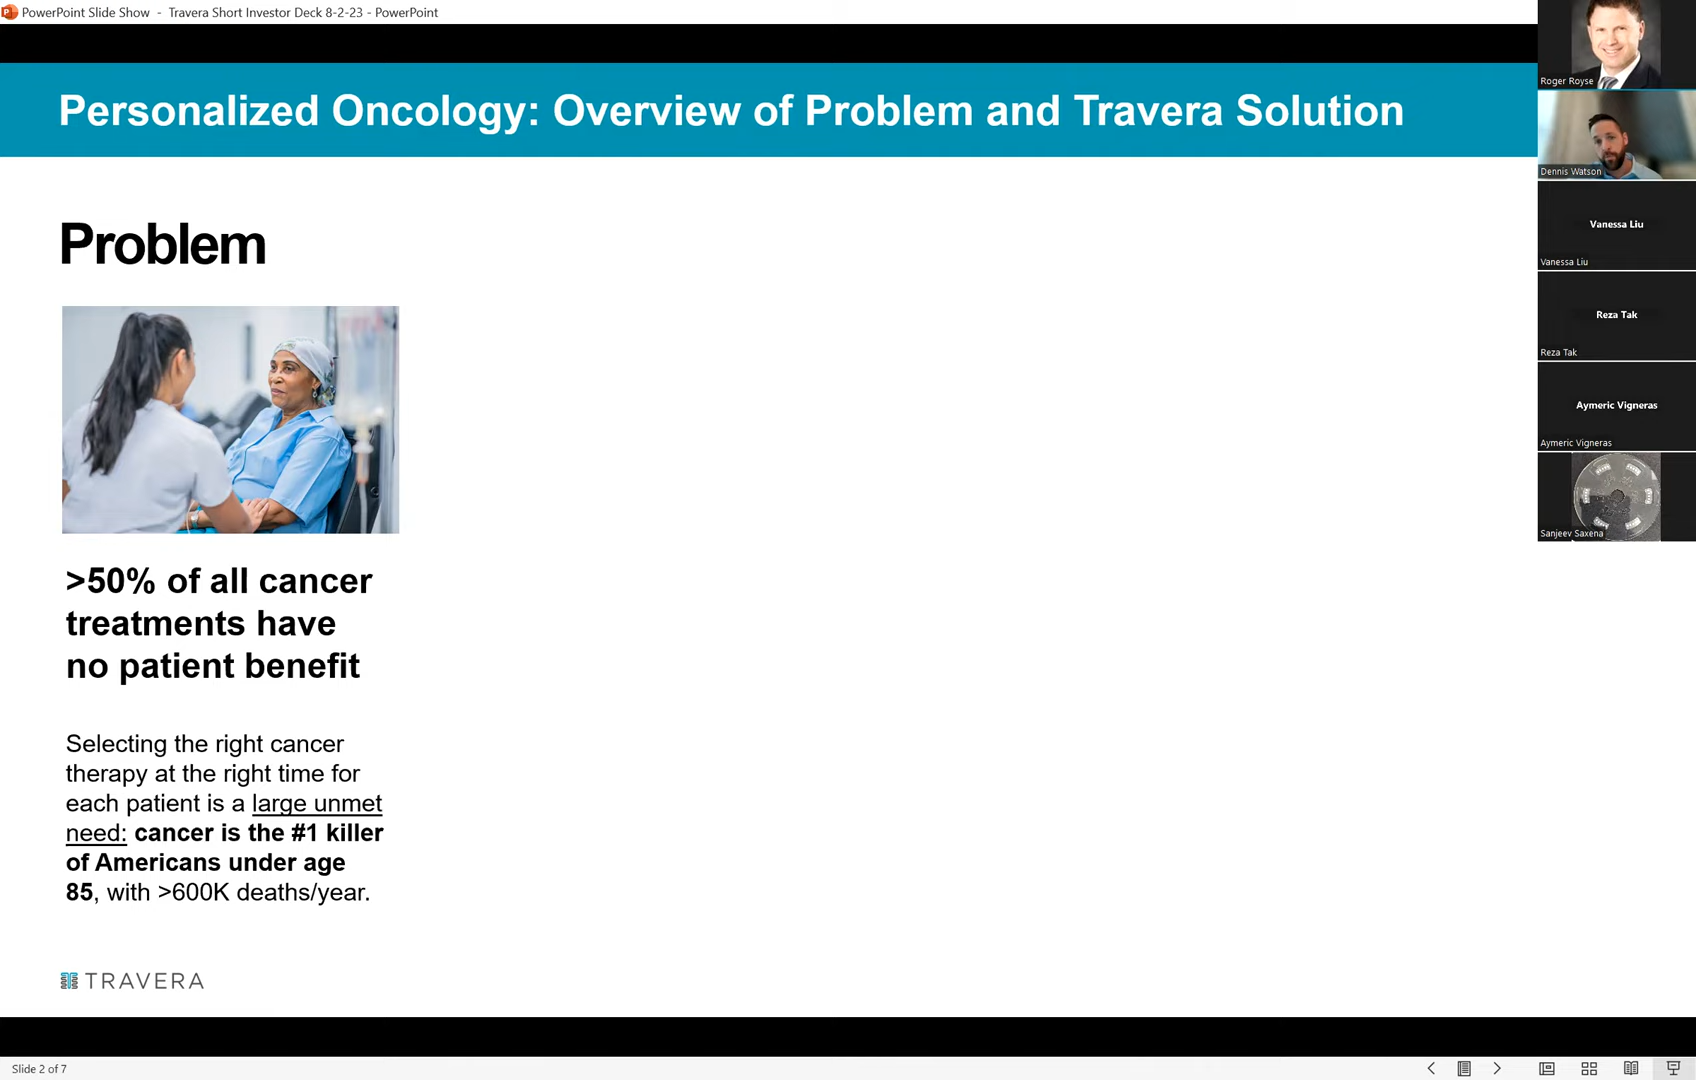 PowerPoint Slide Show - Travera Short Investor Deck 8-2-23 - PowerPoint
Personalized Oncology: Overview of Problem and Travera Solution
Problem
>50% of all cancer
treatments have
no patient benefit
Selecting the right cancer
therapy at the right time for
each patient is a large unmet
need: cancer is the #1 killer
of Americans under age
85, with >600K deaths/year.
TRAVERA
Slide 2 of 7
Roger Royse
Dennis Watson
Vanessa Liu
Vanessa Liu
Reza Tak
Reza Tak
Aymeric Vigneras
Aymeric Vigneras
Sanjeev Saxena